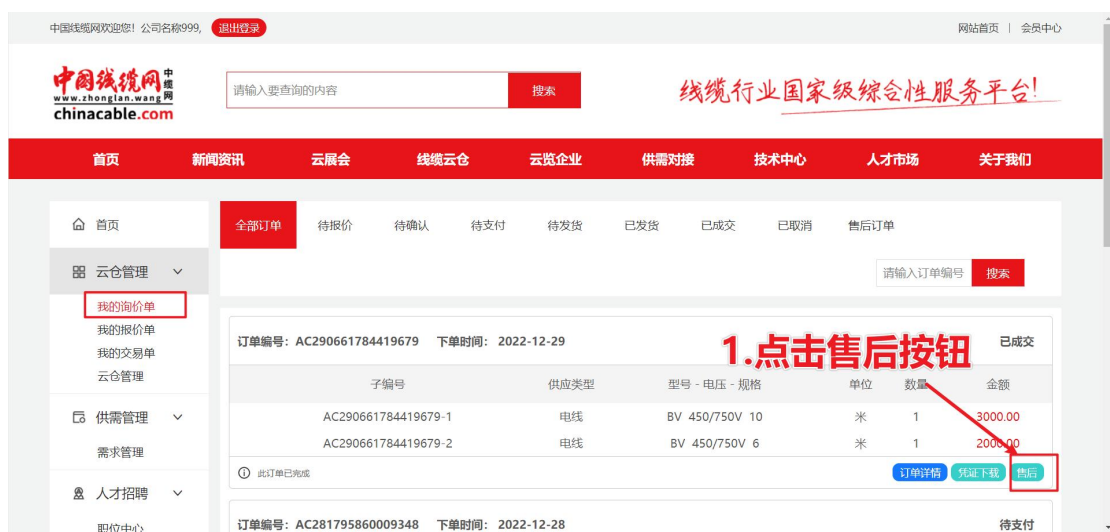 中国线缆网欢迎您！公司名称999, 退出登录 网站首页 | 会员中心
中国线缆网 中缆网
www.zhonglan.wang
chinacable.com
请输入要查询的内容 搜索
线缆行业国家级综合性服务平台!
首页 新闻资讯 云展会 线缆云仓 云览企业 供需对接 技术中心 人才市场 关于我们
首页
云仓管理
我的询价单
我的报价单
我的交易单
云仓管理
供需管理
需求管理
人才招聘
职位中心
全部订单 待报价 待确认 待支付 待发货 已发货 已成交 已取消 售后订单
请输入订单编号 搜索
订单编号：AC290661784419679 下单时间：2022-12-29 已成交
1.点击售后按钮
子编号 供应类型 型号 - 电压 - 规格 单位 数量 金额
AC290661784419679-1 电线 BV 450/750V 10 米 1 3000.00
AC290661784419679-2 电线 BV 450/750V 6 米 1 2000.00
此订单已完成 订单详情 凭证下载 售后
订单编号：AC281795860009348 下单时间：2022-12-28 待支付